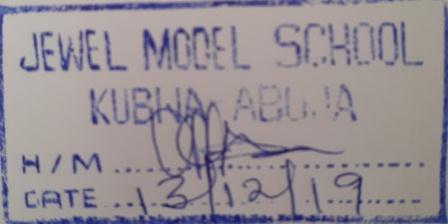 JEWEL MODEL SCHOOL
KUBWA ABUJA
H/M
DATE 13/12/19